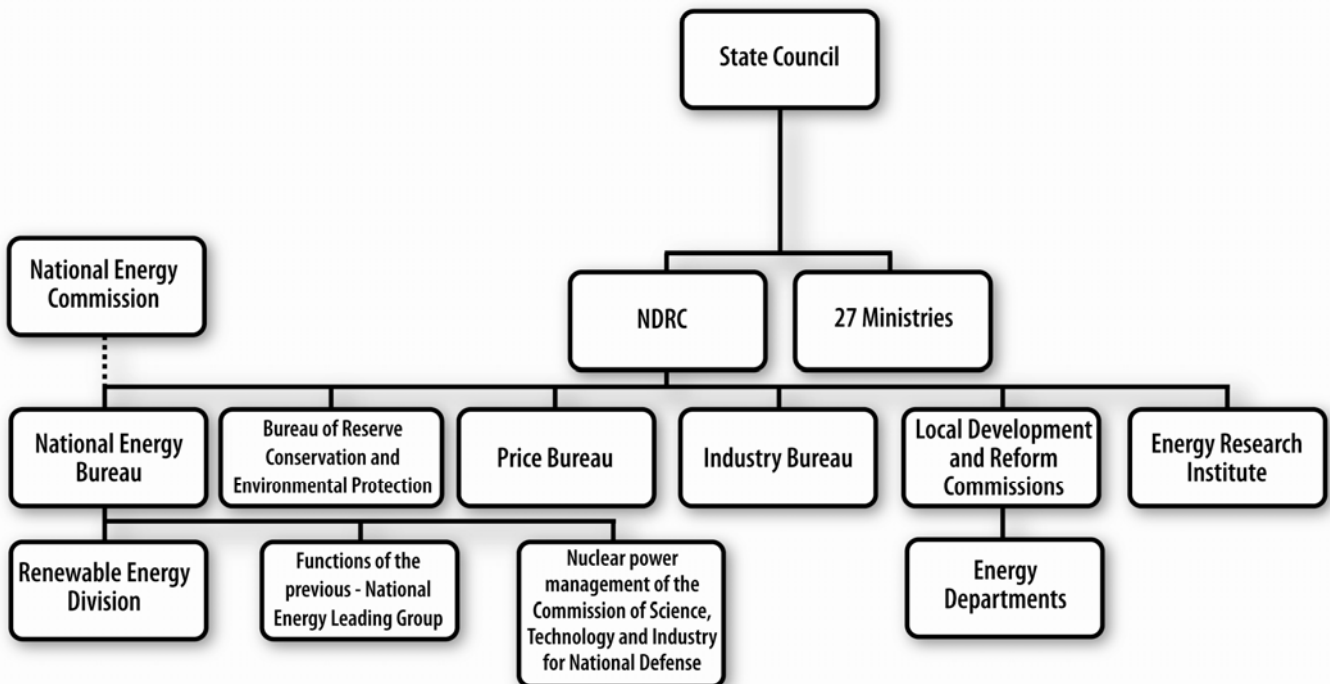 State Council
National Energy
Commission
NDRC
27 Ministries
National Energy
Bureau
Bureau of Reserve
Conservation and
Environmental Protection
Price Bureau
Industry Bureau
Local Development
and Reform
Commissions
Energy Research
Institute
Renewable Energy
Division
Functions of the
previous - National
Energy Leading Group
Nuclear power
management of the
Commission of Science,
Technology and Industry
for National Defense
Energy
Departments